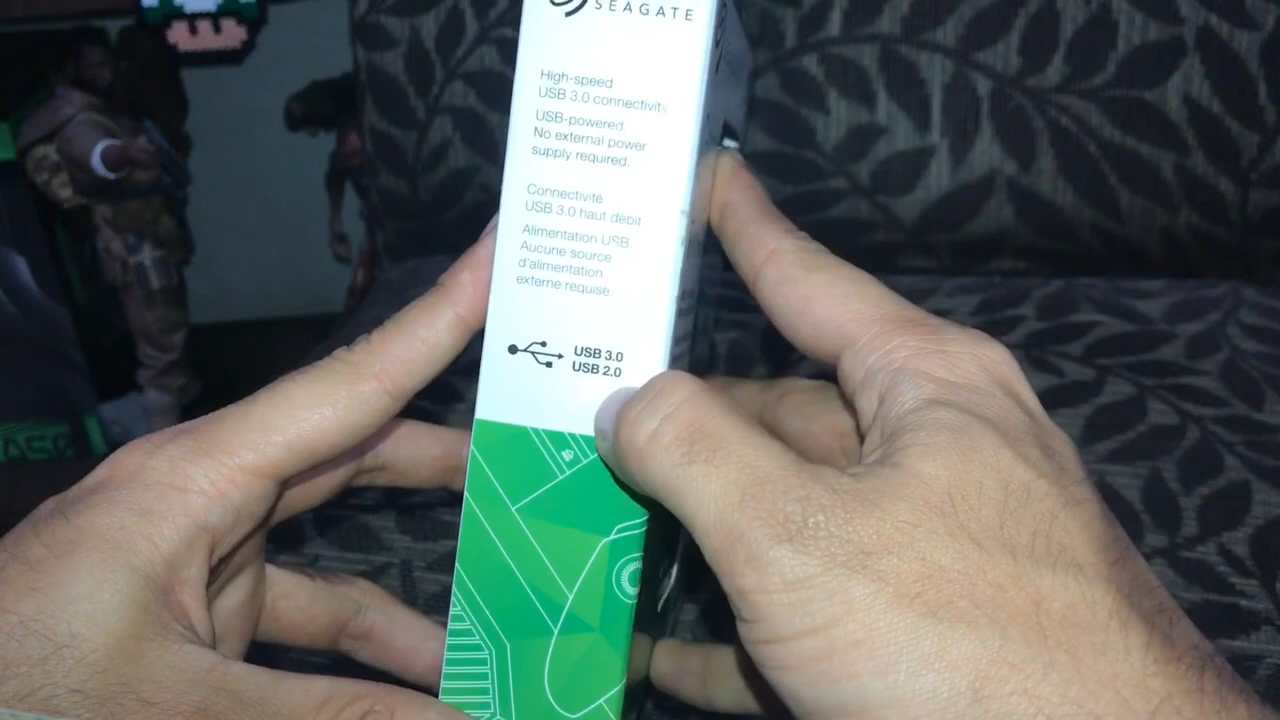 SEAGATE
High-speed
USB 3.0 connectivity
USB-powered.
No external power
supply required.
Connectivité
USB 3.0 haut débit
Alimentation USB.
Aucune source
d'alimentation
externe requise.
USB 3.0
USB 2.0